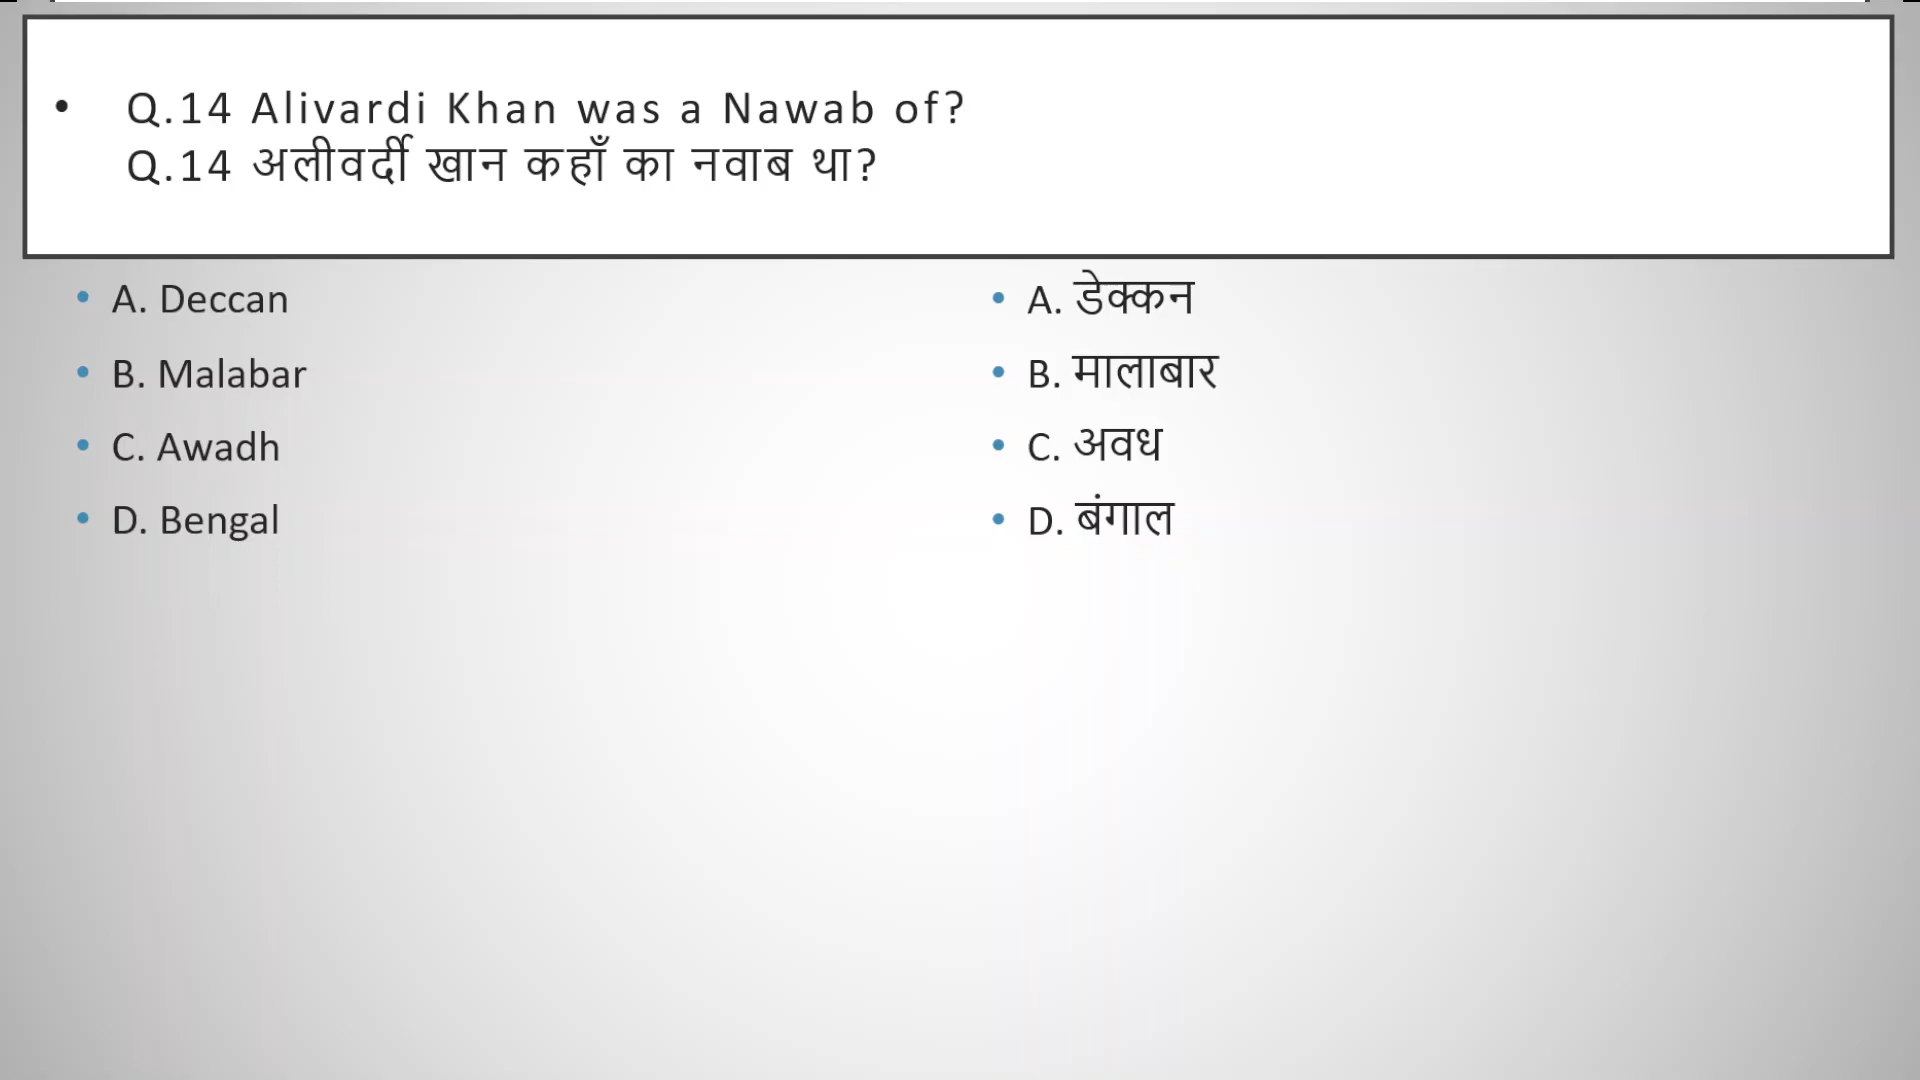 • Q.14 Alivardi Khan was a Nawab of?
Q.14 अलीवर्दी खान कहाँ का नवाब था?
• A. Deccan
• B. Malabar
• C. Awadh
• D. Bengal
• A. डेक्कन
• B. मालाबार
• C. अवध
• D. बंगाल